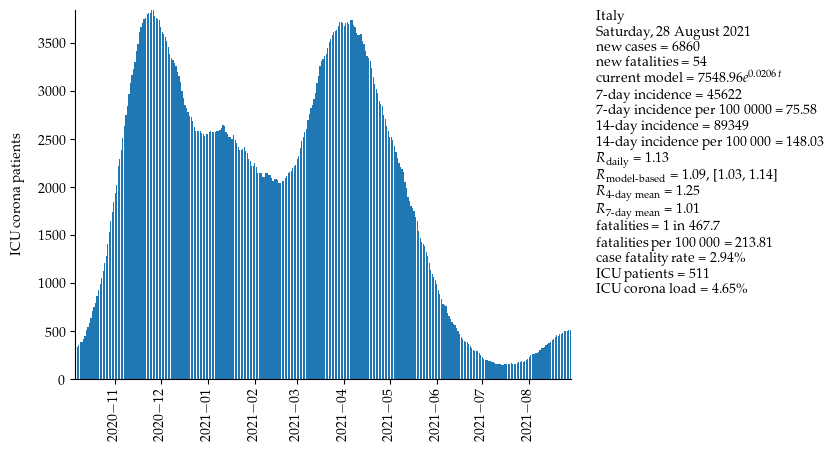 Italy
Saturday, 28 August 2021
new cases = 6860
new fatalities = 54
current model = 7548.96e^0.0206 t
7-day incidence = 45622
7-day incidence per 100 0000 = 75.58
14-day incidence = 89349
14-day incidence per 100 000 = 148.03
R_daily = 1.13
R_model-based = 1.09, [1.03, 1.14]
R_4-day mean = 1.25
R_7-day mean = 1.01
fatalities = 1 in 467.7
fatalities per 100 000 = 213.81
case fatality rate = 2.94%
ICU patients = 511
ICU corona load = 4.65%
ICU corona patients
3500
3000
2500
2000
1500
1000
500
0
2020−11
2020−12
2021−01
2021−02
2021−03
2021−04
2021−05
2021−06
2021−07
2021−08